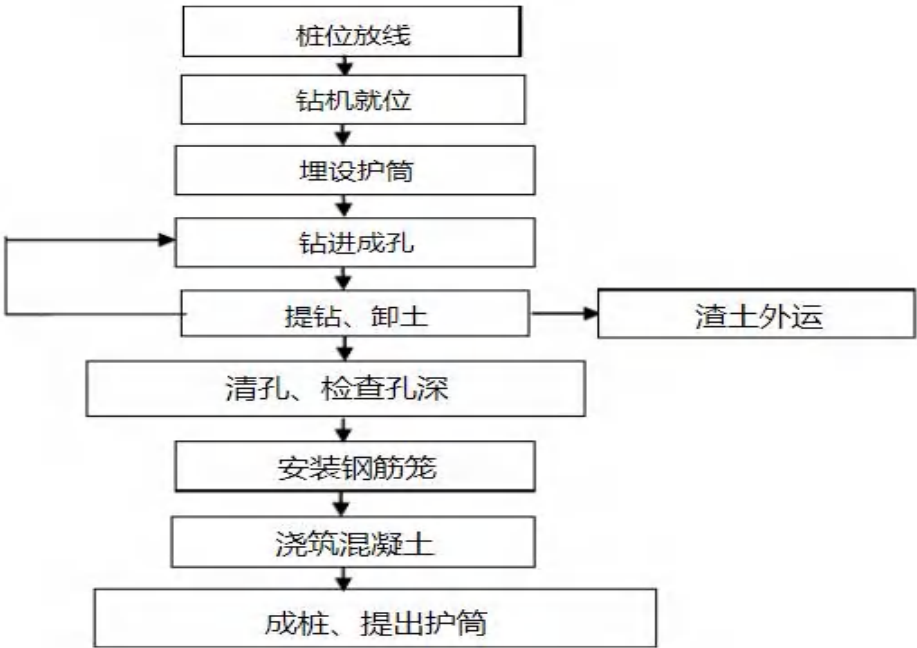 桩位放线
钻机就位
埋设护筒
钻进成孔
提钻、卸土
渣土外运
清孔、检查孔深
安装钢筋笼
浇筑混凝土
成桩、提出护筒